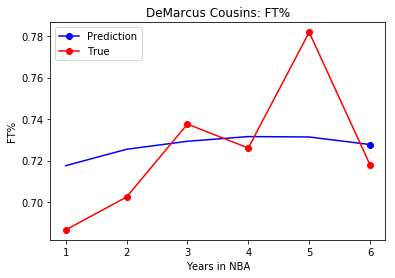 DeMarcus Cousins: FT%
Prediction
True
0.78
0.76
0.74
0.72
0.70
FT%
1 2 3 4 5 6
Years in NBA